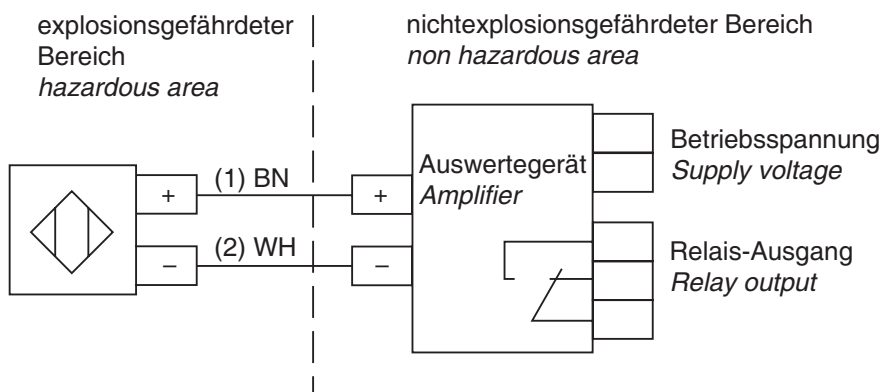 explosionsgefährdeter
Bereich
hazardous area
nichtexplosionsgefährdeter Bereich
non hazardous area
+
(1) BN
+
–
(2) WH
–
Auswertegerät
Amplifier
Betriebsspannung
Supply voltage
Relais-Ausgang
Relay output